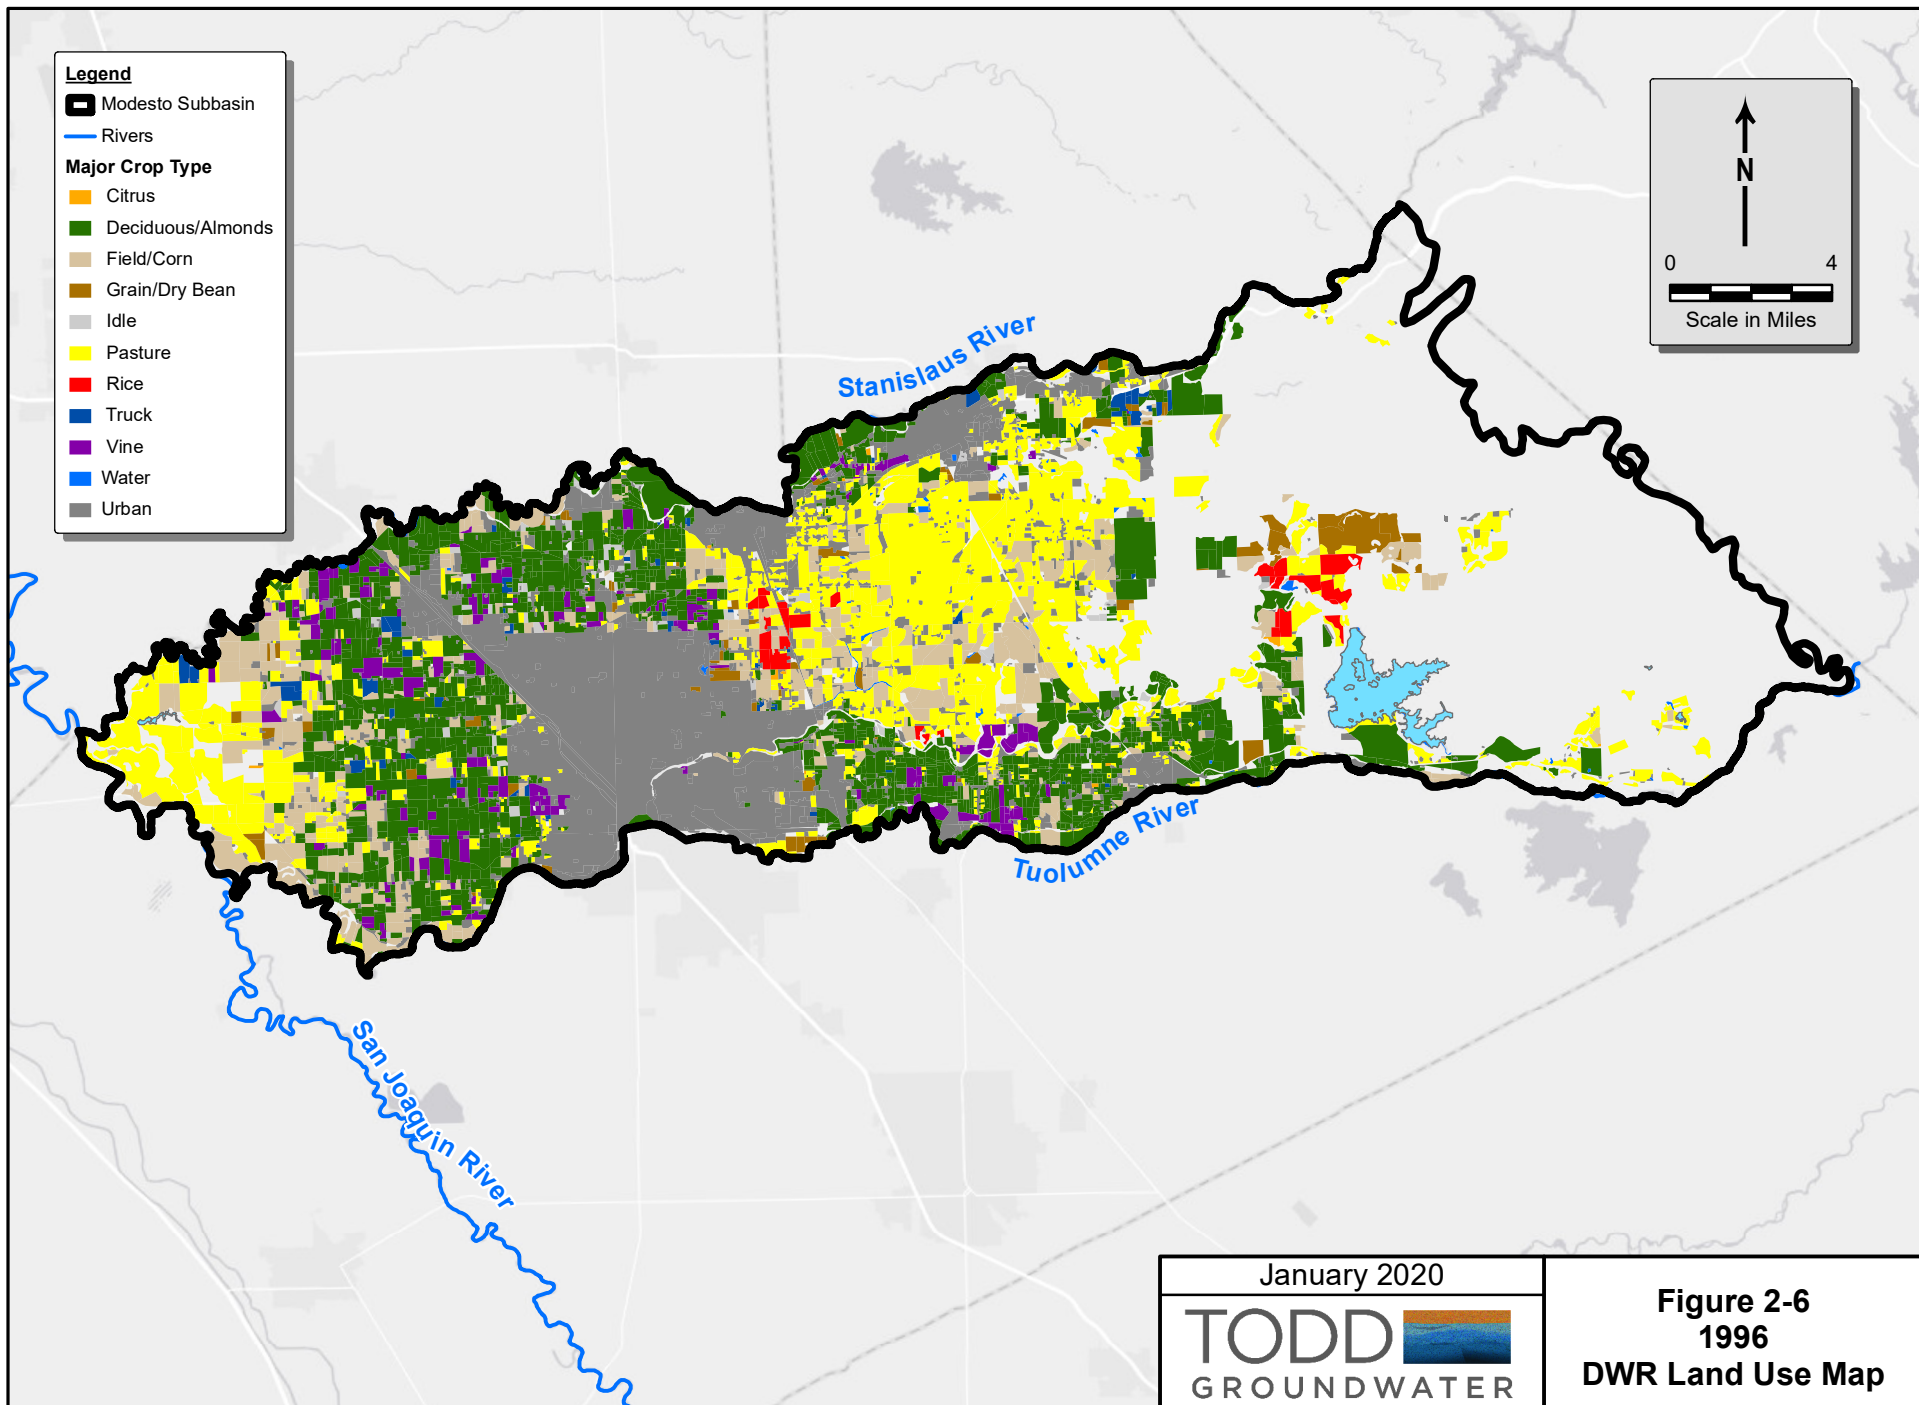 Legend
Modesto Subbasin
Rivers
Major Crop Type
Citrus
Deciduous/Almonds
Field/Corn
Grain/Dry Bean
Idle
Pasture
Rice
Truck
Vine
Water
Urban
N
0 4
Scale in Miles
Stanislaus River
Tuolumne River
San Joaquin River
January 2020
TODD
GROUNDWATER
Figure 2-6
1996
DWR Land Use Map